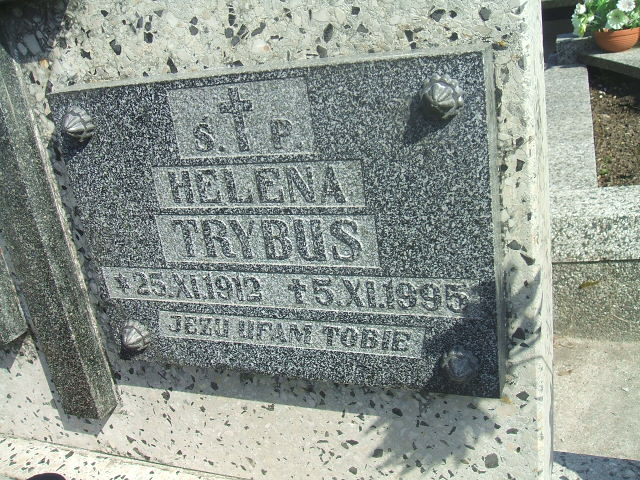 Ś. P.
HELENA
TRYBUS
*25.XI.1912 +5.XI.1995
JEZU UFAM TOBIE